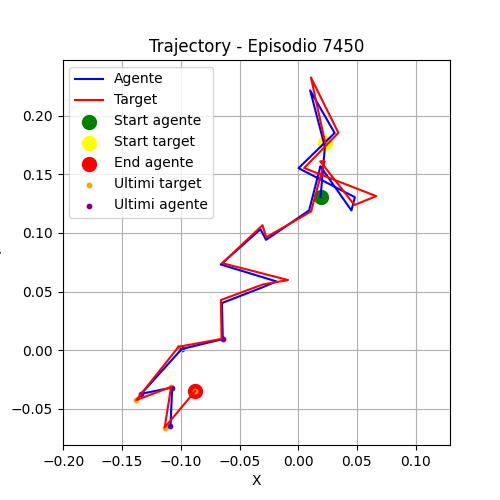 Trajectory - Episodio 7450
Agente
Target
Start agente
Start target
End agente
Ultimi target
Ultimi agente
0.20
0.15
0.10
0.05
0.00
−0.05
−0.20 −0.15 −0.10 −0.05 0.00 0.05 0.10
X